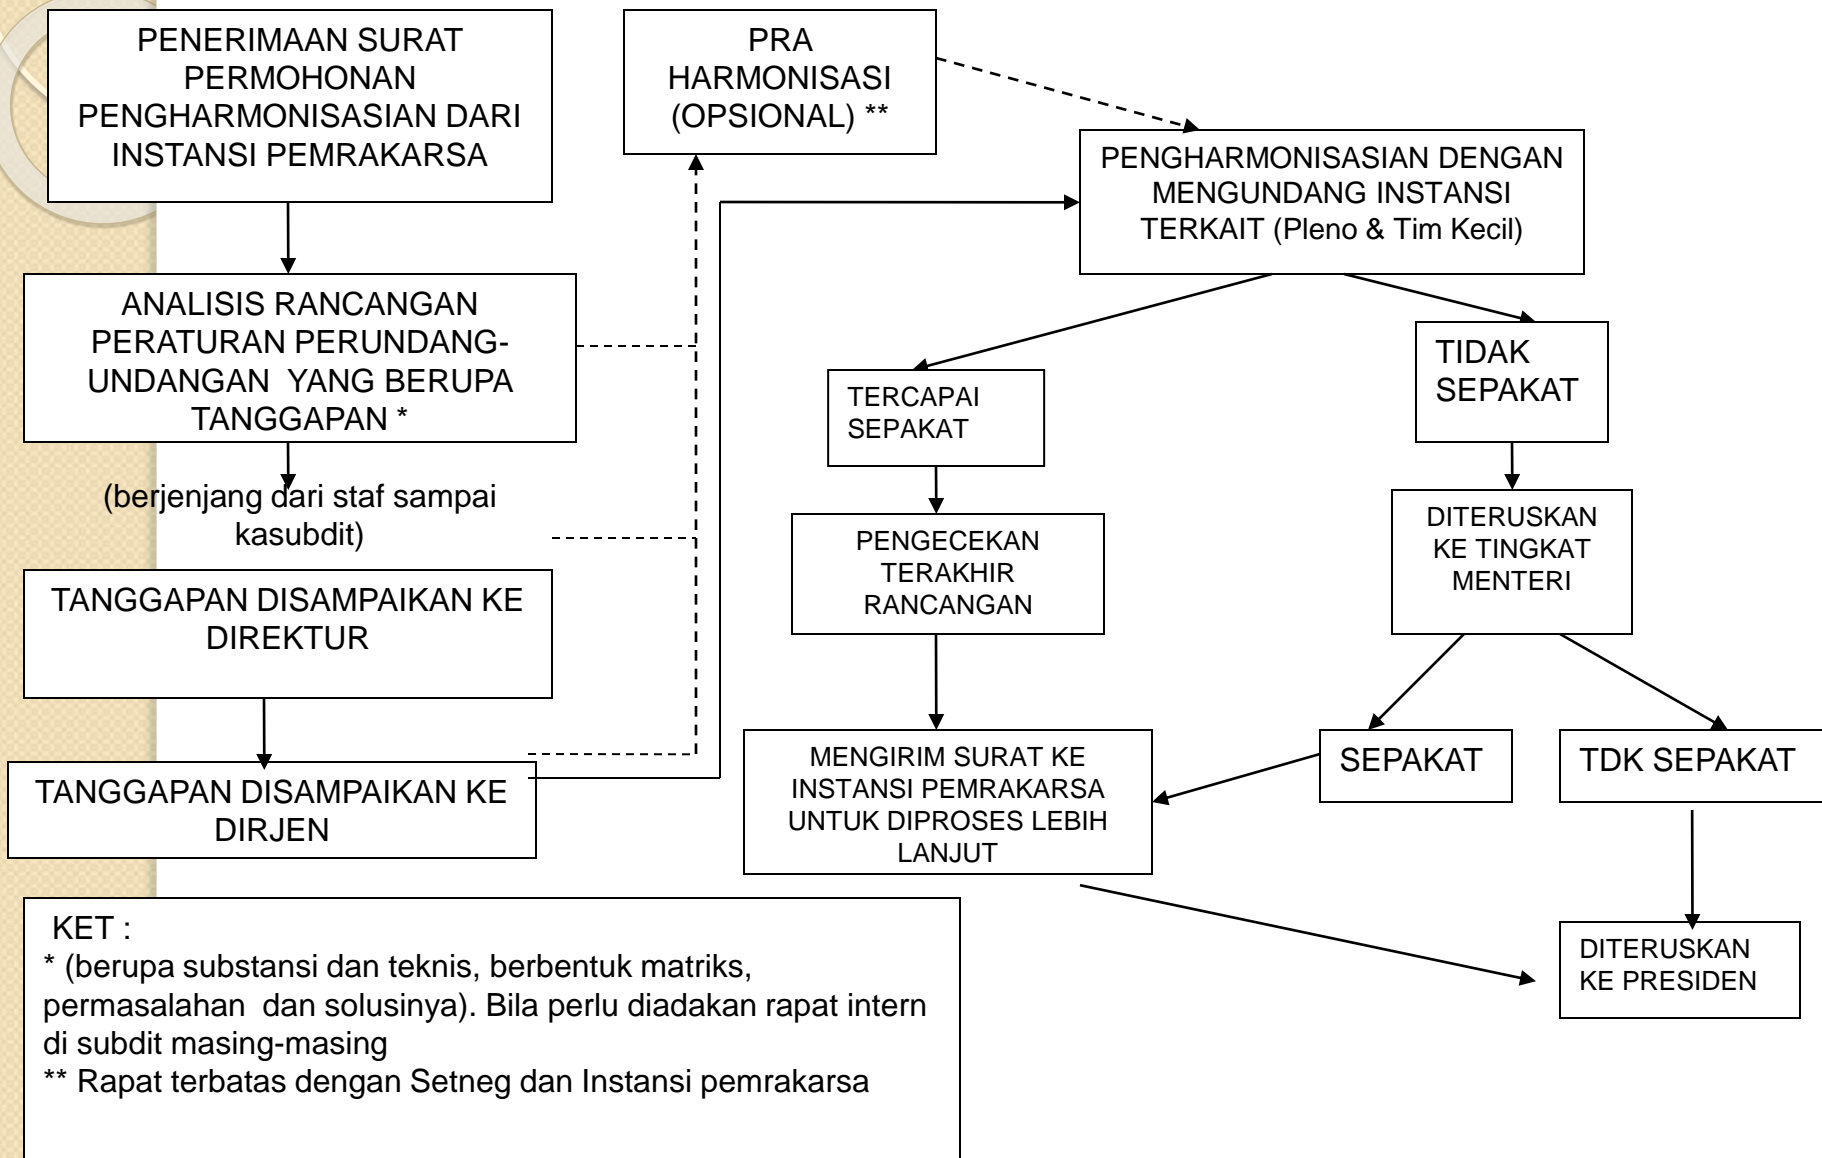 PENERIMAAN SURAT
PERMOHONAN
PENGHARMONISASIAN DARI
INSTANSI PEMRAKARSA
ANALISIS RANCANGAN
PERATURAN PERUNDANG-
UNDANGAN  YANG BERUPA
TANGGAPAN *
(berjenjang dari staf sampai
kasubdit)
TANGGAPAN DISAMPAIKAN KE
DIREKTUR
TANGGAPAN DISAMPAIKAN KE
DIRJEN
PRA
HARMONISASI
(OPSIONAL) **
PENGHARMONISASIAN DENGAN
MENGUNDANG INSTANSI
TERKAIT (Pleno & Tim Kecil)
TERCAPAI
SEPAKAT
PENGECEKAN
TERAKHIR
RANCANGAN
MENGIRIM SURAT KE
INSTANSI PEMRAKARSA
UNTUK DIPROSES LEBIH
LANJUT
TIDAK
SEPAKAT
DITERUSKAN
KE TINGKAT
MENTERI
SEPAKAT
TDK SEPAKAT
DITERUSKAN
KE PRESIDEN
KET :
* (berupa substansi dan teknis, berbentuk matriks,
permasalahan  dan solusinya). Bila perlu diadakan rapat intern
di subdit masing-masing
** Rapat terbatas dengan Setneg dan Instansi pemrakarsa